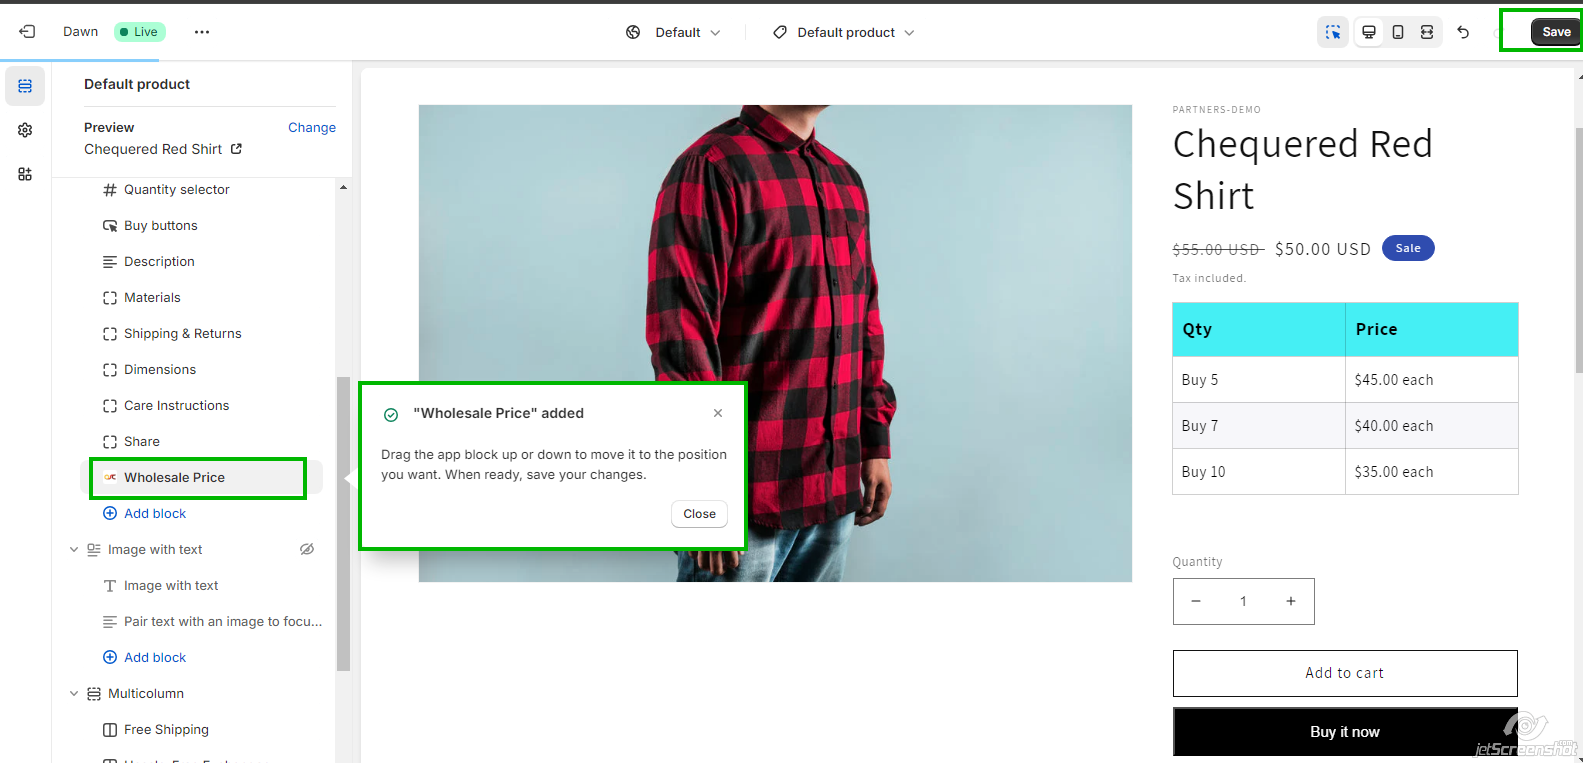 Dawn
Live
Default
Default product
Save
Default product
Preview
Change
Chequered Red Shirt
Quantity selector
Buy buttons
Description
Materials
Shipping & Returns
Dimensions
Care Instructions
Share
Wholesale Price
Add block
Image with text
Image with text
Pair text with an image to focu...
Add block
Multicolumn
Free Shipping
"Wholesale Price" added
Drag the app block up or down to move it to the position
you want. When ready, save your changes.
Close
PARTNERS-DEMO
Chequered Red
Shirt
$55.00 USD $50.00 USD Sale
Tax included.
Qty Price
Buy 5 $45.00 each
Buy 7 $40.00 each
Buy 10 $35.00 each
Quantity
− 1 +
Add to cart
Buy it now
jetScreenshot
.com